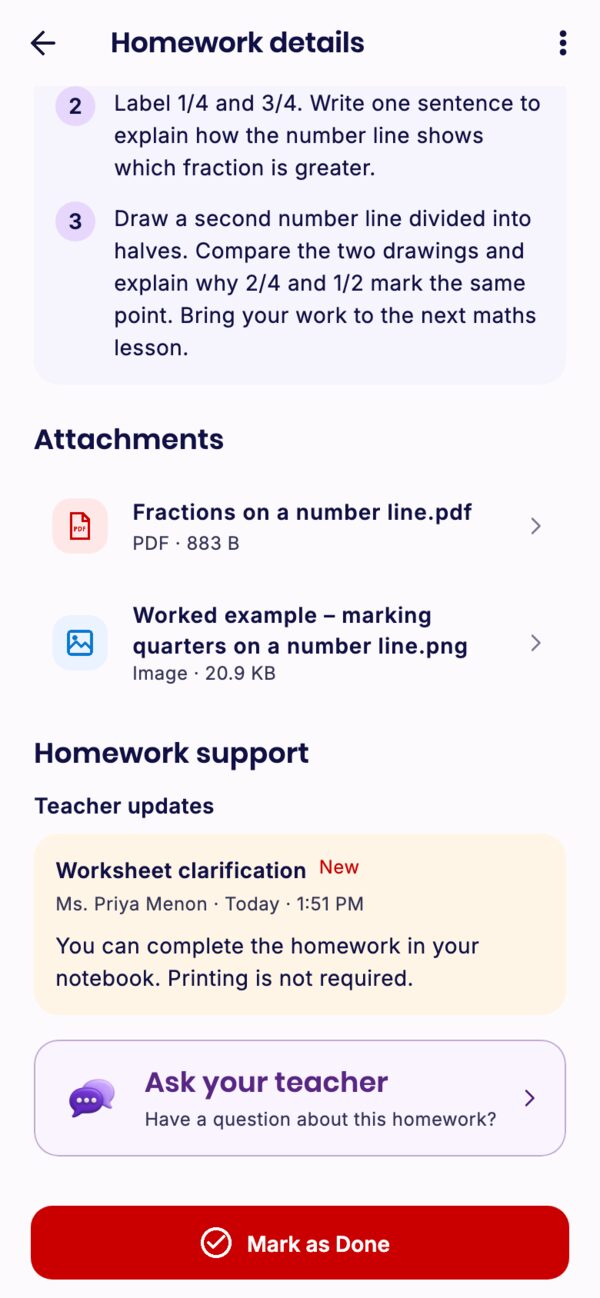 Homework details
2
Label 1/4 and 3/4. Write one sentence to
explain how the number line shows
which fraction is greater.
3
Draw a second number line divided into
halves. Compare the two drawings and
explain why 2/4 and 1/2 mark the same
point. Bring your work to the next maths
lesson.
Attachments
PDF
Fractions on a number line.pdf
PDF · 883 B
Worked example – marking
quarters on a number line.png
Image · 20.9 KB
Homework support
Teacher updates
Worksheet clarification New
Ms. Priya Menon · Today · 1:51 PM
You can complete the homework in your
notebook. Printing is not required.
Ask your teacher
Have a question about this homework?
Mark as Done